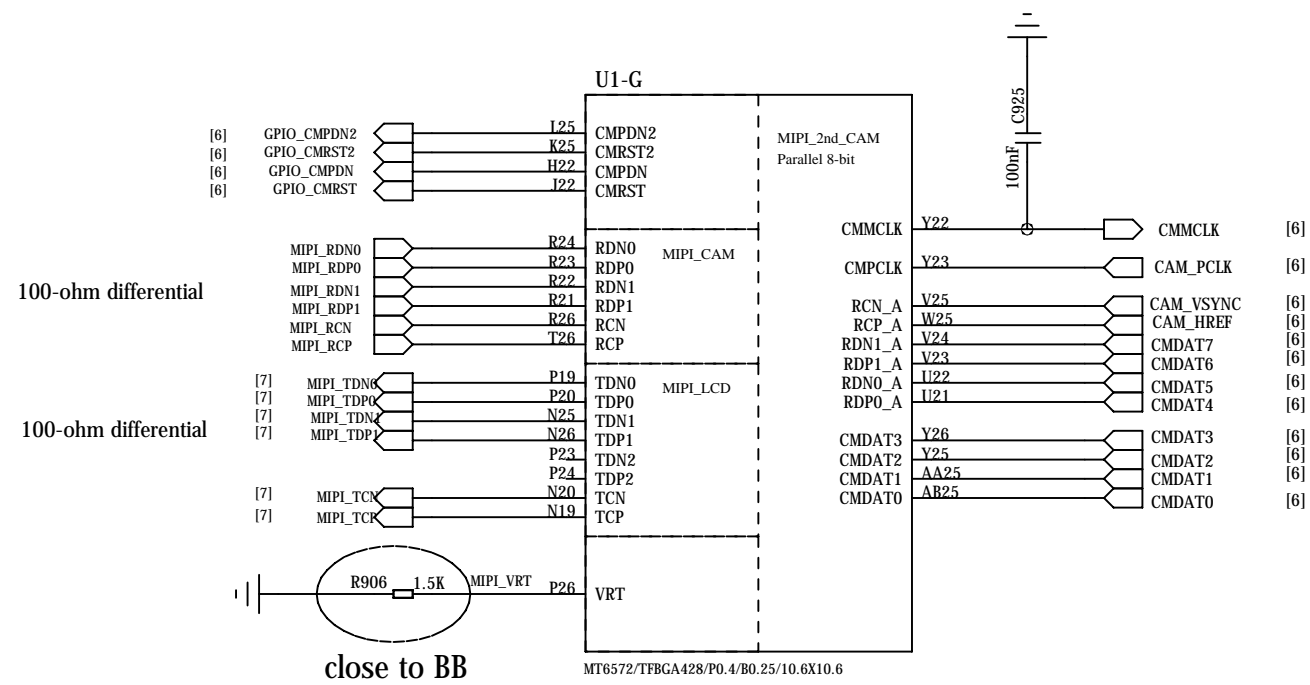 U1-G
C925
100nF
[6] GPIO_CMPDN2 L25 CMPDN2
[6] GPIO_CMRST2 K25 CMRST2
[6] GPIO_CMPDN H22 CMPDN
[6] GPIO_CMRST J22 CMRST
MIPI_2nd_CAM
Parallel 8-bit
CMMCLK Y22 CMMCLK [6]
MIPI_RDN0 R24 RDN0
MIPI_CAM
MIPI_RDP0 R23 RDP0
CMPCLK Y23 CAM_PCLK [6]
100-ohm differential
MIPI_RDN1 R22 RDN1
MIPI_RDP1 R21 RDP1
MIPI_RCN R26 RCN
MIPI_RCP T26 RCP
RCN_A V25 CAM_VSYNC [6]
RCP_A W25 CAM_HREF [6]
RDN1_A V24 CMDAT7 [6]
RDP1_A V23 CMDAT6 [6]
RDN0_A U22 CMDAT5 [6]
RDP0_A U21 CMDAT4 [6]
[7] MIPI_TDN0 P19 TDN0
MIPI_LCD
[7] MIPI_TDP0 P20 TDP0
[7] MIPI_TDN1 N25 TDN1
100-ohm differential
[7] MIPI_TDP1 N26 TDP1
P23 TDN2
P24 TDP2
[7] MIPI_TCN N20 TCN
[7] MIPI_TCP N19 TCP
CMDAT3 Y26 CMDAT3 [6]
CMDAT2 Y25 CMDAT2 [6]
CMDAT1 AA25 CMDAT1 [6]
CMDAT0 AB25 CMDAT0 [6]
R906 1.5K MIPI_VRT P26 VRT
close to BB
MT6572/TFBGA428/P0.4/B0.25/10.6X10.6